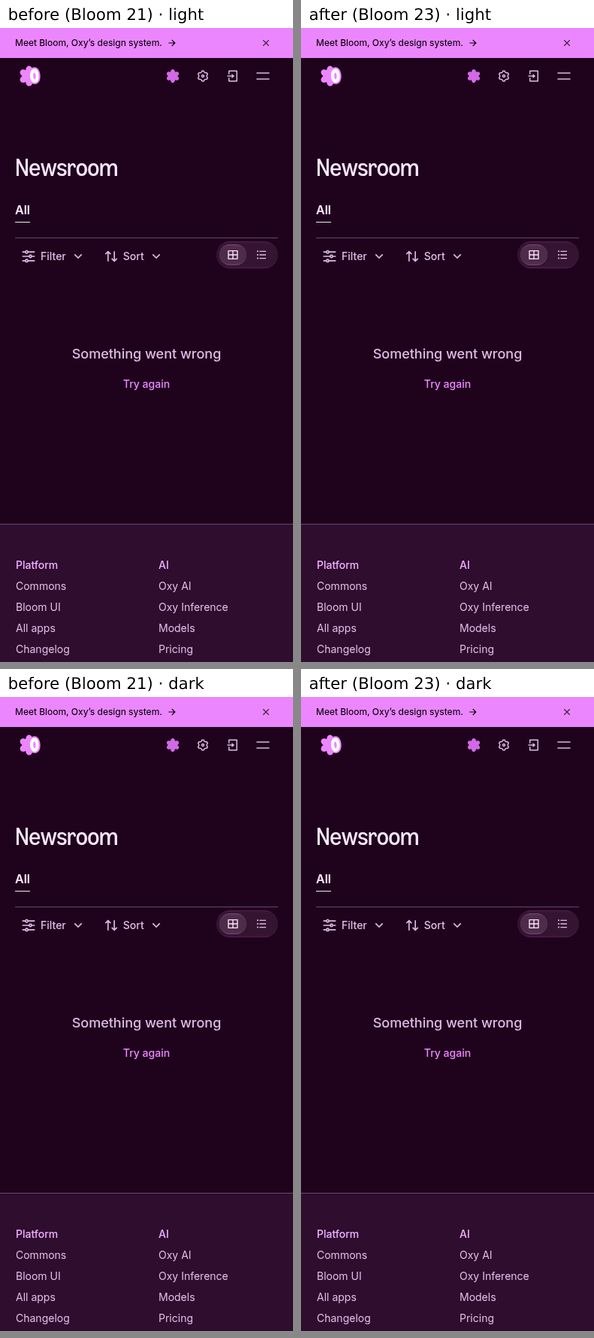 before (Bloom 21) · light
Meet Bloom, Oxy's design system. →
Newsroom
All
Filter
Sort
Something went wrong
Try again
Platform
AI
Commons
Oxy AI
Bloom UI
Oxy Inference
All apps
Models
Changelog
Pricing
after (Bloom 23) · light
Meet Bloom, Oxy's design system. →
Newsroom
All
Filter
Sort
Something went wrong
Try again
Platform
AI
Commons
Oxy AI
Bloom UI
Oxy Inference
All apps
Models
Changelog
Pricing
before (Bloom 21) · dark
Meet Bloom, Oxy's design system. →
Newsroom
All
Filter
Sort
Something went wrong
Try again
Platform
AI
Commons
Oxy AI
Bloom UI
Oxy Inference
All apps
Models
Changelog
Pricing
after (Bloom 23) · dark
Meet Bloom, Oxy's design system. →
Newsroom
All
Filter
Sort
Something went wrong
Try again
Platform
AI
Commons
Oxy AI
Bloom UI
Oxy Inference
All apps
Models
Changelog
Pricing